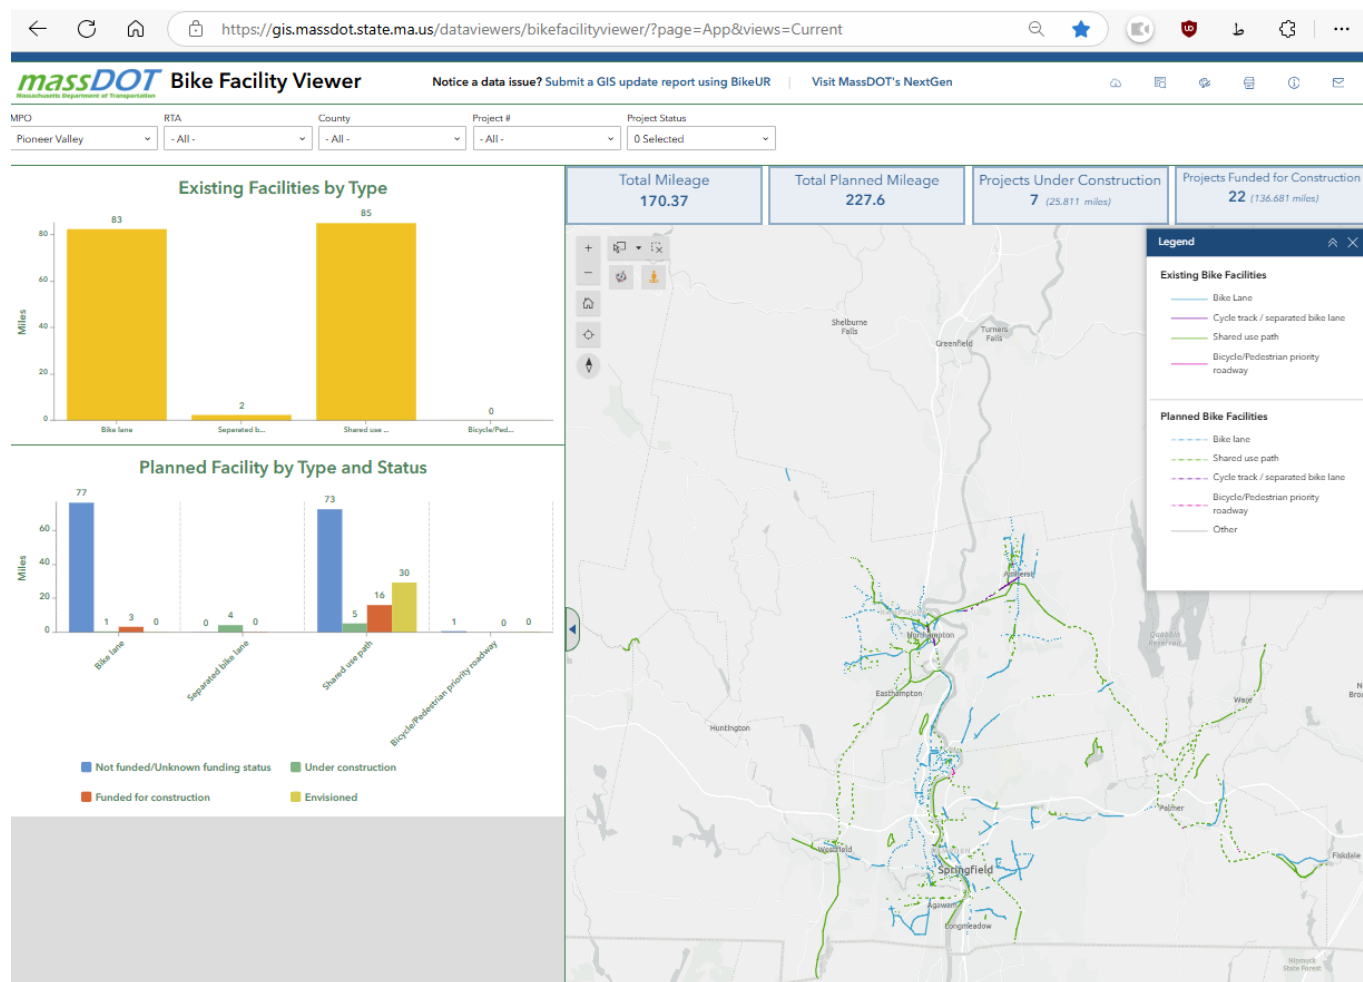 https://gis.massdot.state.ma.us/dataviewers/bikefacilityviewer/?page=App&views=Current
massDOT
Massachusetts Department of Transportation
Bike Facility Viewer
Notice a data issue? Submit a GIS update report using BikeUR | Visit MassDOT's NextGen
MPO RTA County Project # Project Status
Pioneer Valley - All - - All - - All - 0 Selected
Existing Facilities by Type
83
2
85
0
80
60
40
20
0
Miles
Bike lane Separated b... Shared use ... Bicycle/Ped...
Planned Facility by Type and Status
77
1
3
0
0
4
0
73
5
16
30
1
0
0
60
40
20
0
Miles
Bike lane
Separated bike lane
Shared use path
Bicycle/Pedestrian priority roadway
Not funded/Unknown funding status
Under construction
Funded for construction
Envisioned
Total Mileage
170.37
Total Planned Mileage
227.6
Projects Under Construction
7 (25.811 miles)
Projects Funded for Construction
22 (136.681 miles)
Legend
Existing Bike Facilities
Bike Lane
Cycle track / separated bike lane
Shared use path
Bicycle/Pedestrian priority
roadway
Planned Bike Facilities
Bike lane
Shared use path
Cycle track / separated bike lane
Bicycle/Pedestrian priority
roadway
Other
Shelburne
Falls
Turners
Falls
Greenfield
Amherst
Northampton
Quabbin
Reservoir
Easthampton
Ware
N
Bro
Huntington
Palmer
Westfield
Fiskdale
Springfield
Agawam
Longmeadow
Nipmuck
State Forest